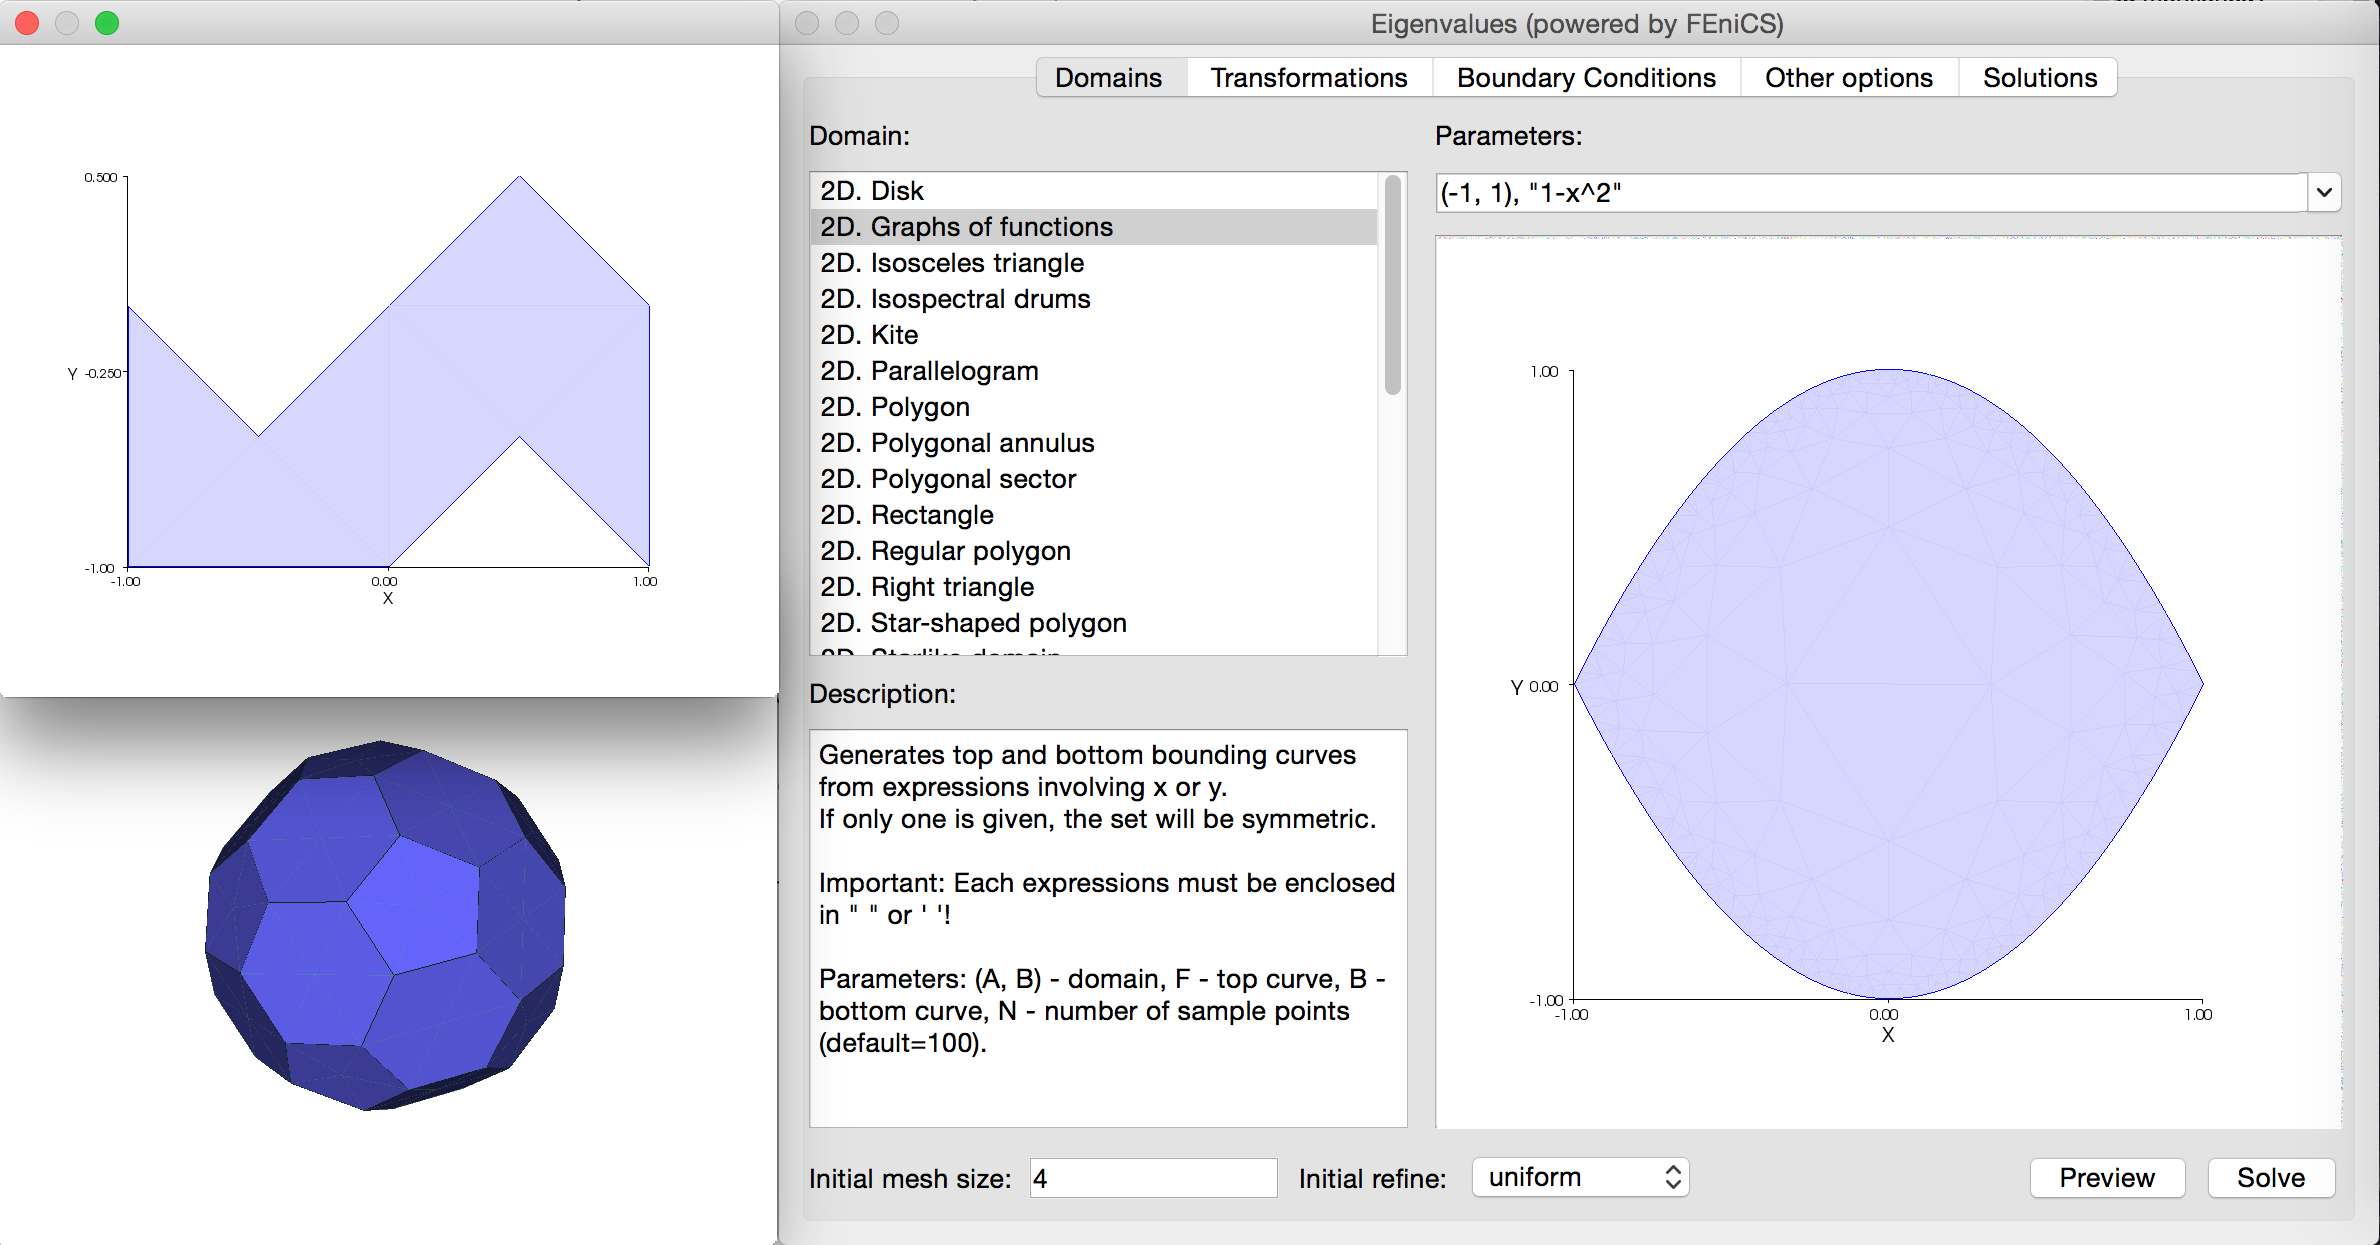 Eigenvalues (powered by FEniCS)
Domains Transformations Boundary Conditions Other options Solutions
0.500
Y -0.250
-1.00
-1.00 0.00 1.00
X
Domain:
2D. Disk
2D. Graphs of functions
2D. Isosceles triangle
2D. Isospectral drums
2D. Kite
2D. Parallelogram
2D. Polygon
2D. Polygonal annulus
2D. Polygonal sector
2D. Rectangle
2D. Regular polygon
2D. Right triangle
2D. Star-shaped polygon
2D. Starlike domain
Description:
Generates top and bottom bounding curves
from expressions involving x or y.
If only one is given, the set will be symmetric.
Important: Each expressions must be enclosed
in " " or ' '!
Parameters: (A, B) - domain, F - top curve, B -
bottom curve, N - number of sample points
(default=100).
Parameters:
(-1, 1), "1-x^2"
1.00
Y 0.00
-1.00
-1.00 0.00 1.00
X
Initial mesh size: 4 Initial refine: uniform Preview Solve